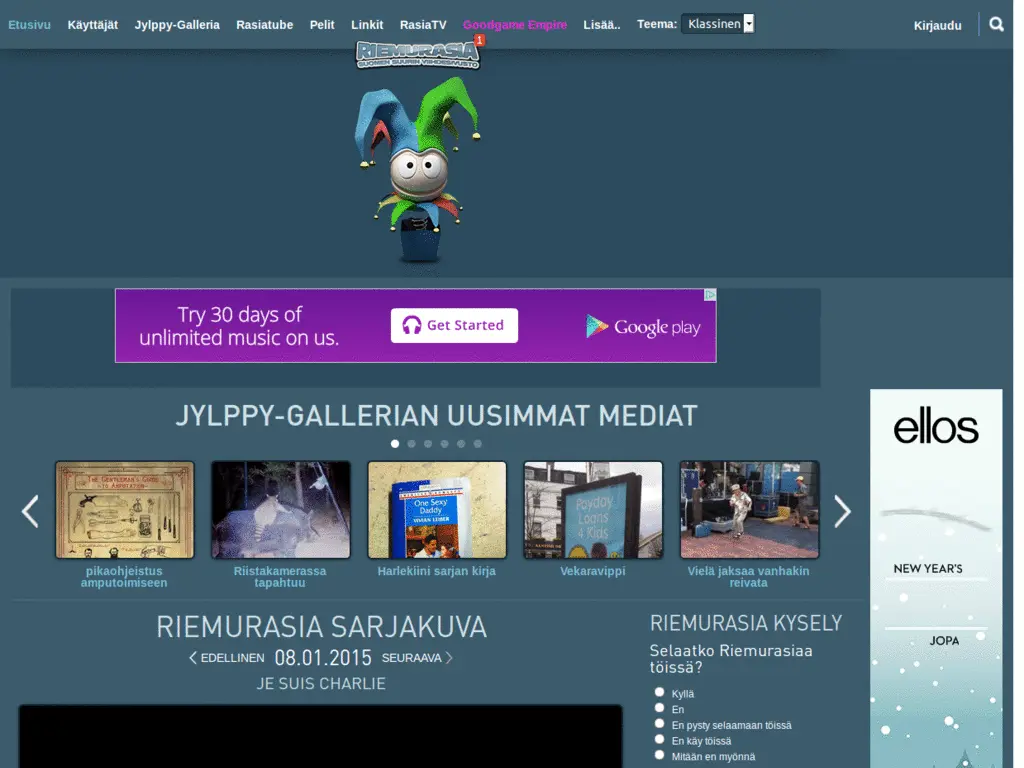 Etusivu Käyttäjät Jylppy-Galleria Rasiatube Pelit Linkit RasiaTV Goodgame Empire Lisää.. Teema: Klassinen Kirjaudu
1
RIEMURASIA
SUOMEN SUURIN VIIHDESIVUSTO
Try 30 days of
unlimited music on us.
Get Started
Google play
JYLPPY-GALLERIAN UUSIMMAT MEDIAT
The Gentleman's Guide
to Amputation
One Sexy
Daddy
VIVIAN LEIBER
Payday
Loans
4 Kids
pikaohjeistus
amputoimiseen
Riistakamerassa
tapahtuu
Harlekiini sarjan kirja
Vekaravippi
Vielä jaksaa vanhakin
reivata
RIEMURASIA SARJAKUVA
EDELLINEN 08.01.2015 SEURAAVA
JE SUIS CHARLIE
RIEMURASIA KYSELY
Selaatko Riemurasiaa
töissä?
Kyllä
En
En pysty selaamaan töissä
En käy töissä
Mitään en myönnä
ellos
NEW YEAR'S
JOPA